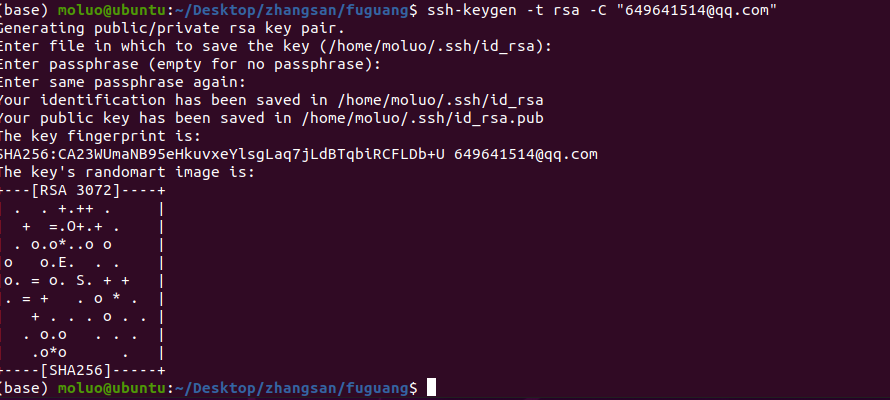 (base) moluo@ubuntu:~/Desktop/zhangsan/fuguang$ ssh-keygen -t rsa -C "649641514@qq.com"
Generating public/private rsa key pair.
Enter file in which to save the key (/home/moluo/.ssh/id_rsa):
Enter passphrase (empty for no passphrase):
Enter same passphrase again:
Your identification has been saved in /home/moluo/.ssh/id_rsa
Your public key has been saved in /home/moluo/.ssh/id_rsa.pub
The key fingerprint is:
SHA256:CA23WUmaNB95eHkuvxeYlsgLaq7jLdBTqbiRCFLDb+U 649641514@qq.com
The key's randomart image is:
+----[RSA 3072]----+
| .  . +.++ .     |
|  +  =.O+.+ .    |
| . o.o*..o o     |
|o   o.E.  . .    |
|o. = o. S. + +   |
|. = +   . o * .  |
|   + . . . o . . |
|  . o.o   . . .  |
|   .o*o      .   |
+----[SHA256]-----+
(base) moluo@ubuntu:~/Desktop/zhangsan/fuguang$